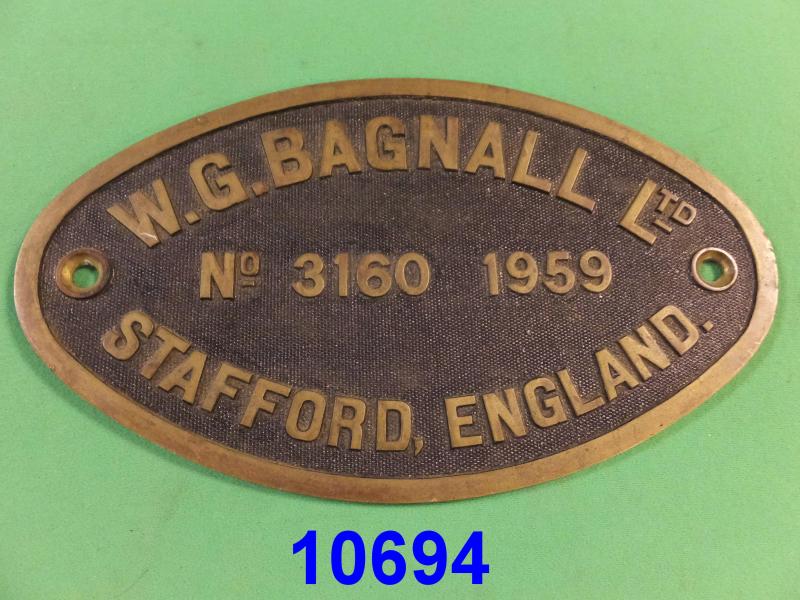 W.G. BAGNALL LTD
No 3160 1959
STAFFORD, ENGLAND.
10694